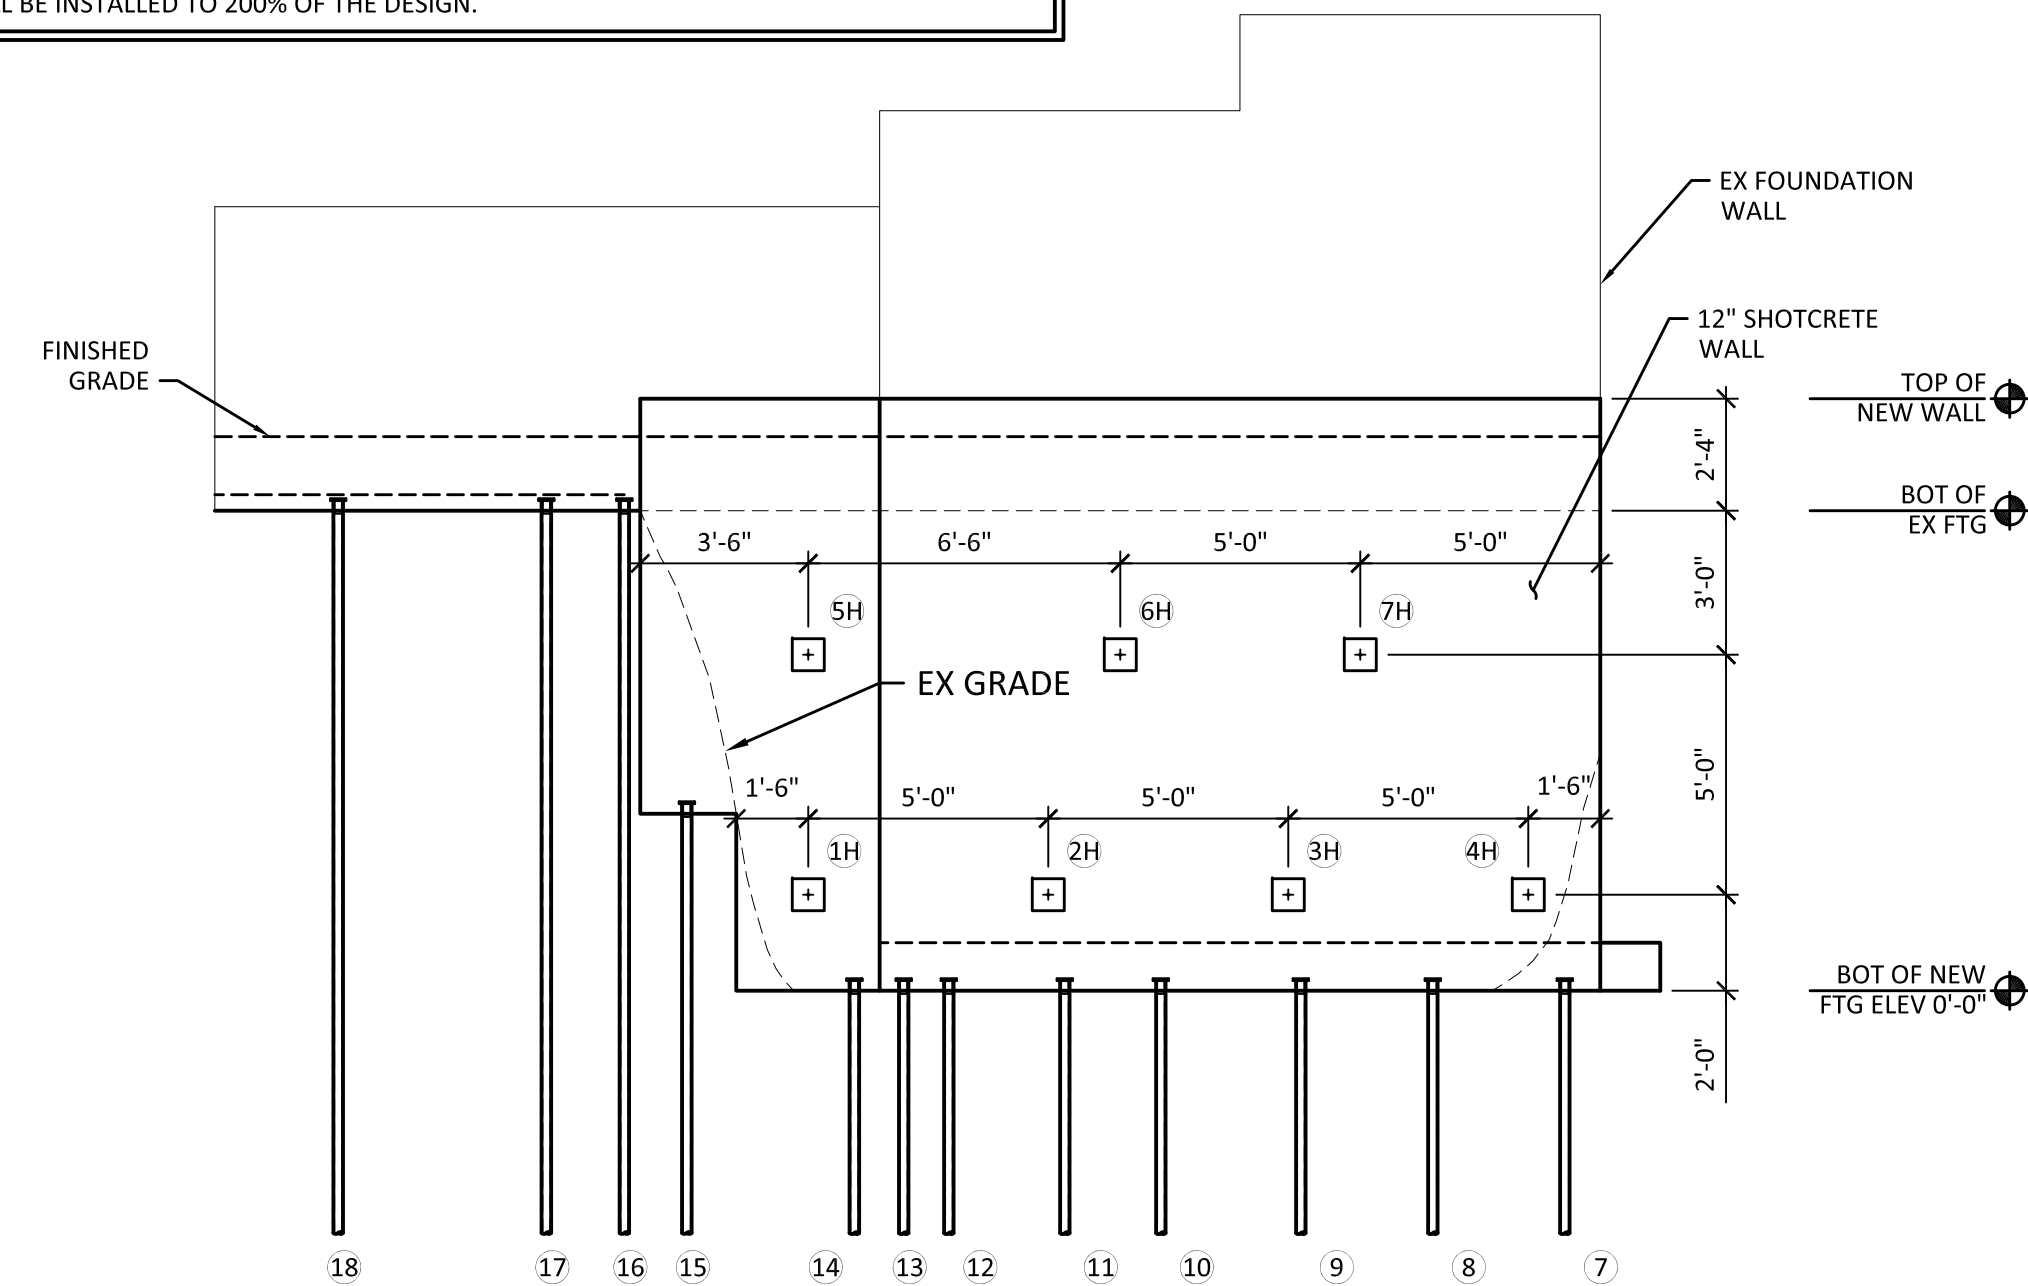 BE INSTALLED TO 200% OF THE DESIGN.
EX FOUNDATION
WALL
12" SHOTCRETE
WALL
FINISHED
GRADE
TOP OF
NEW WALL
2'-4"
BOT OF
EX FTG
3'-6"
6'-6"
5'-0"
5'-0"
3'-0"
5H
6H
7H
EX GRADE
1'-6"
5'-0"
5'-0"
5'-0"
1'-6"
5'-0"
1H
2H
3H
4H
BOT OF NEW
FTG ELEV 0'-0"
2'-0"
18
17
16
15
14
13
12
11
10
9
8
7